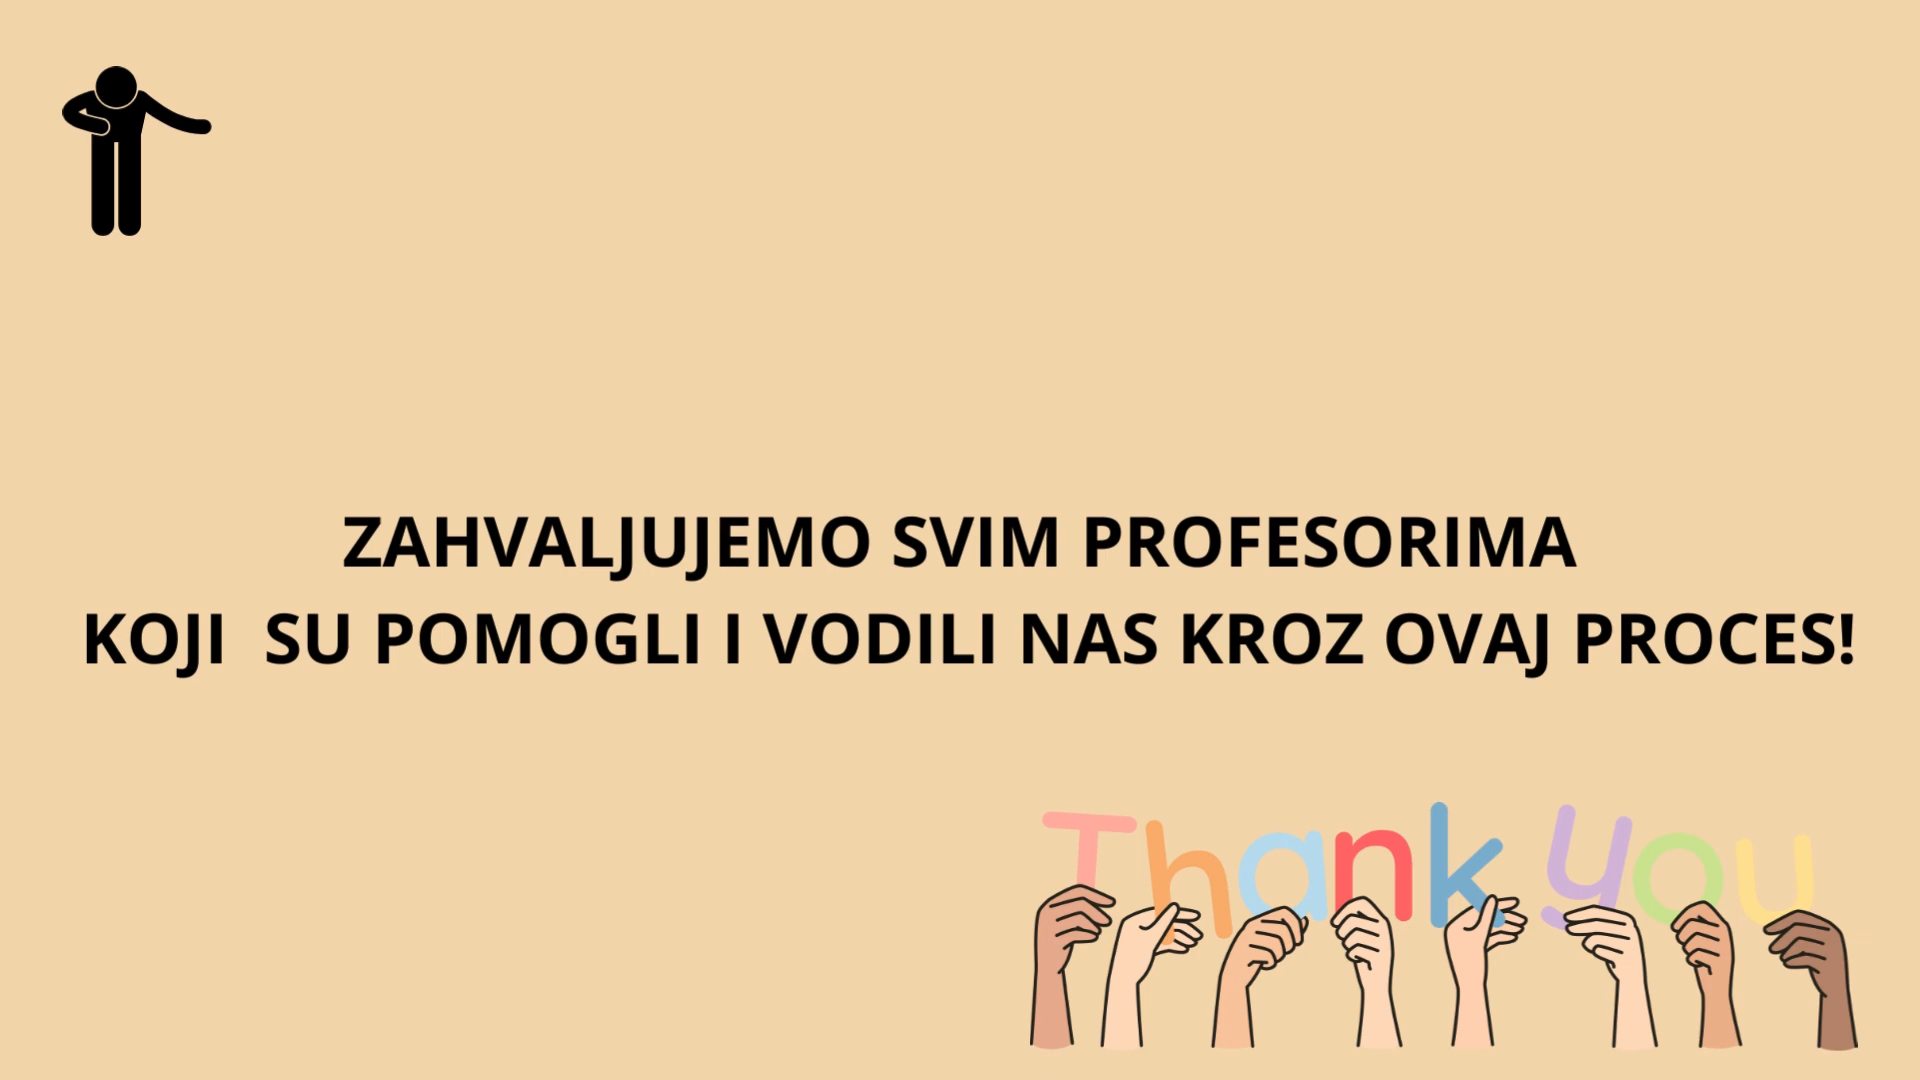 ZAHVALJUJEMO SVIM PROFESORIMA
KOJI  SU POMOGLI I VODILI NAS KROZ OVAJ PROCES!
Thank you